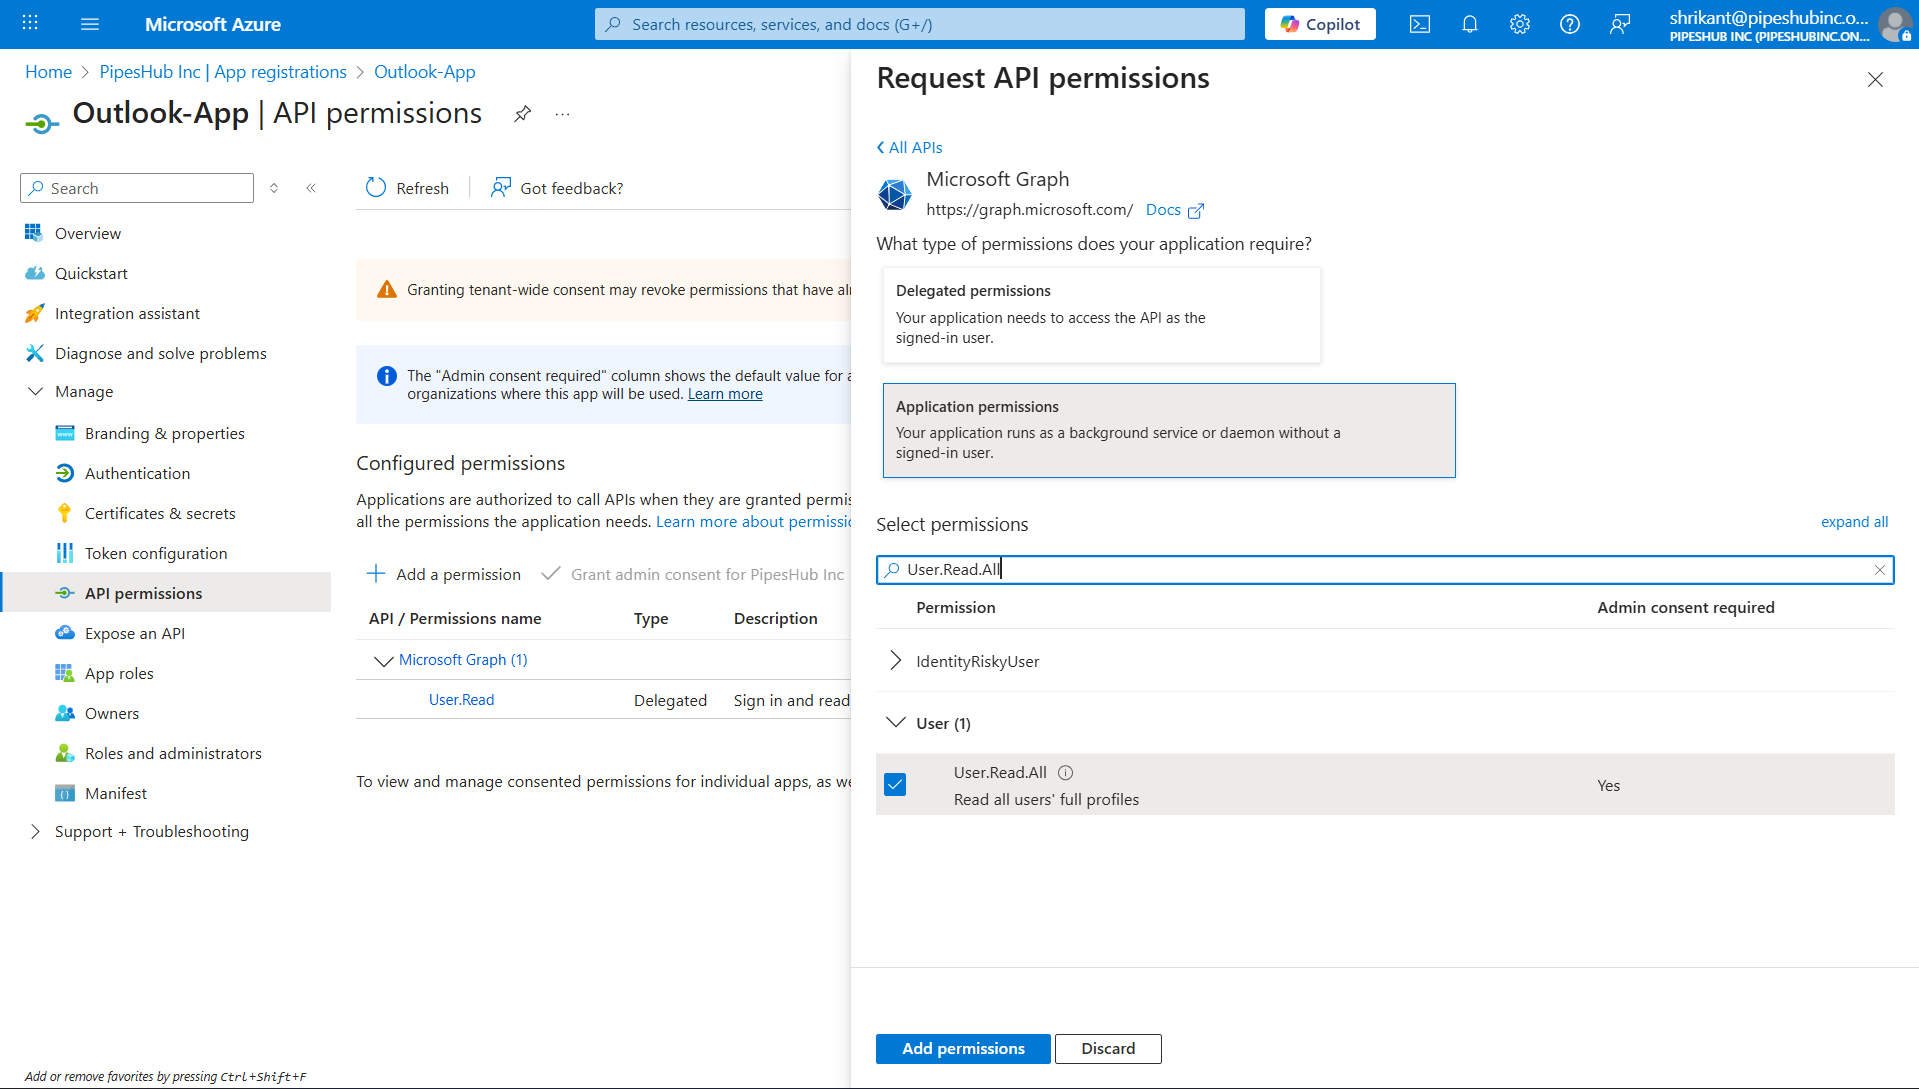 Microsoft Azure
Search resources, services, and docs (G+/)
Copilot
shrikant@pipeshubinc.o...
PIPESHUB INC (PIPESHUBINC.ON...
Home
PipesHub Inc | App registrations
Outlook-App
Outlook-App | API permissions
...
Search
Overview
Quickstart
Integration assistant
Diagnose and solve problems
Manage
Branding & properties
Authentication
Certificates & secrets
Token configuration
API permissions
Expose an API
App roles
Owners
Roles and administrators
Manifest
Support + Troubleshooting
Add or remove favorites by pressing Ctrl+Shift+F
Refresh
Got feedback?
Granting tenant-wide consent may revoke permissions that have al
The "Admin consent required" column shows the default value for a
organizations where this app will be used. Learn more
Configured permissions
Applications are authorized to call APIs when they are granted permis
all the permissions the application needs. Learn more about permissio
Add a permission
Grant admin consent for PipesHub Inc
API / Permissions name Type Description
Microsoft Graph (1)
User.Read Delegated Sign in and read
To view and manage consented permissions for individual apps, as we
Request API permissions
All APIs
Microsoft Graph
https://graph.microsoft.com/ Docs
What type of permissions does your application require?
Delegated permissions
Your application needs to access the API as the
signed-in user.
Application permissions
Your application runs as a background service or daemon without a
signed-in user.
Select permissions
expand all
User.Read.All
Permission Admin consent required
IdentityRiskyUser
User (1)
User.Read.All
Read all users' full profiles
Yes
Add permissions
Discard